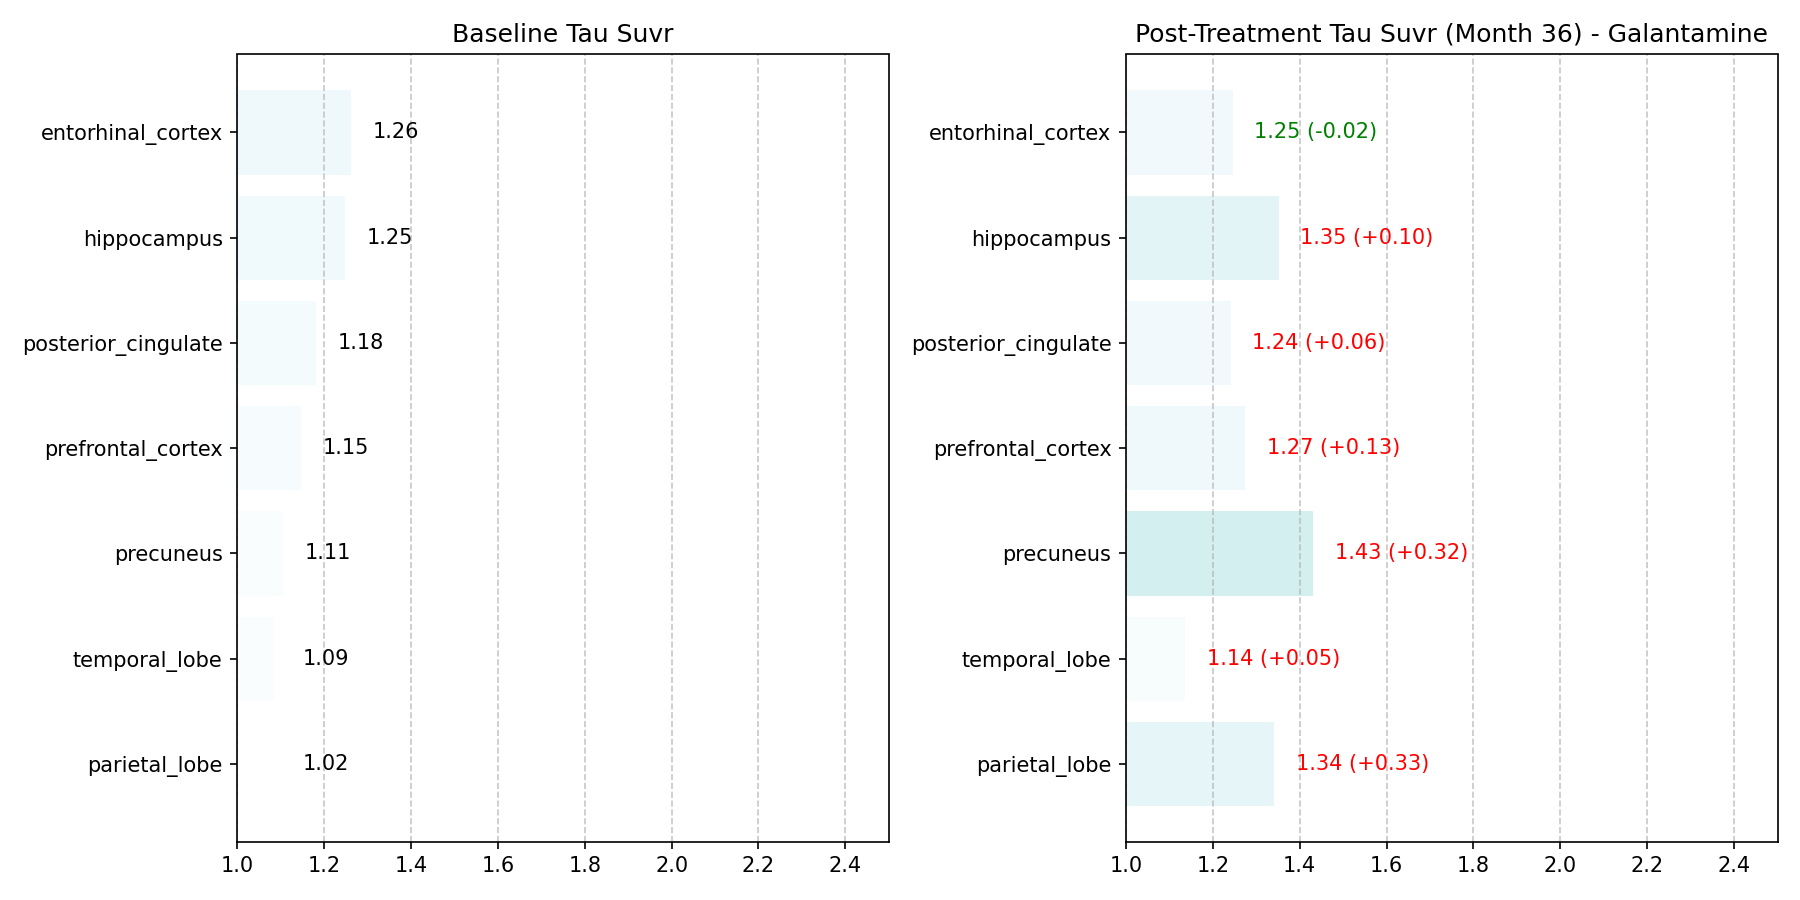 Baseline Tau Suvr
entorhinal_cortex
1.26
hippocampus
1.25
posterior_cingulate
1.18
prefrontal_cortex
1.15
precuneus
1.11
temporal_lobe
1.09
parietal_lobe
1.02
1.0 1.2 1.4 1.6 1.8 2.0 2.2 2.4
Post-Treatment Tau Suvr (Month 36) - Galantamine
entorhinal_cortex
1.25 (-0.02)
hippocampus
1.35 (+0.10)
posterior_cingulate
1.24 (+0.06)
prefrontal_cortex
1.27 (+0.13)
precuneus
1.43 (+0.32)
temporal_lobe
1.14 (+0.05)
parietal_lobe
1.34 (+0.33)
1.0 1.2 1.4 1.6 1.8 2.0 2.2 2.4